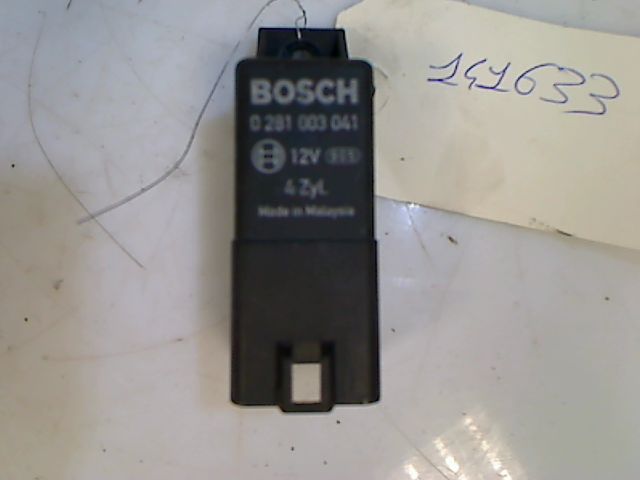 BOSCH
0 281 003 041
12V
4 Zyl.
Made in Malaysia
141633